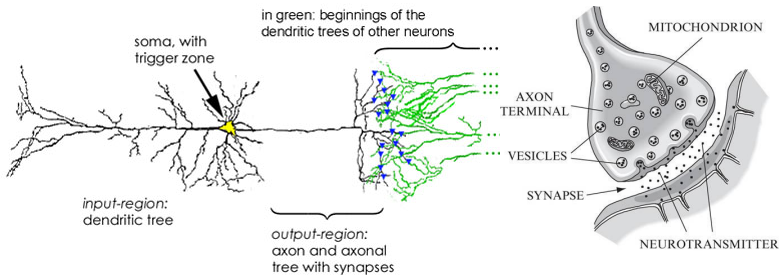 in green: beginnings of the
dendritic trees of other neurons
soma, with
trigger zone
input-region:
dendritic tree
output-region:
axon and axonal
tree with synapses
MITOCHONDRION
AXON
TERMINAL
VESICLES
SYNAPSE
NEUROTRANSMITTER